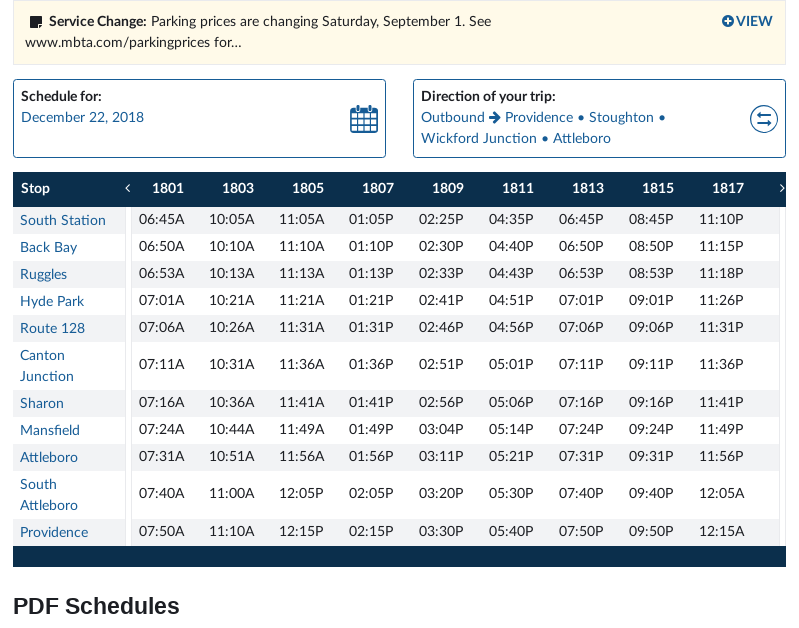 Service Change: Parking prices are changing Saturday, September 1. See
www.mbta.com/parkingprices for...
VIEW
Schedule for:
December 22, 2018
Direction of your trip:
Outbound → Providence • Stoughton •
Wickford Junction • Attleboro
Stop ‹ 1801 1803 1805 1807 1809 1811 1813 1815 1817 ›
South Station 06:45A 10:05A 11:05A 01:05P 02:25P 04:35P 06:45P 08:45P 11:10P
Back Bay 06:50A 10:10A 11:10A 01:10P 02:30P 04:40P 06:50P 08:50P 11:15P
Ruggles 06:53A 10:13A 11:13A 01:13P 02:33P 04:43P 06:53P 08:53P 11:18P
Hyde Park 07:01A 10:21A 11:21A 01:21P 02:41P 04:51P 07:01P 09:01P 11:26P
Route 128 07:06A 10:26A 11:31A 01:31P 02:46P 04:56P 07:06P 09:06P 11:31P
Canton
Junction 07:11A 10:31A 11:36A 01:36P 02:51P 05:01P 07:11P 09:11P 11:36P
Sharon 07:16A 10:36A 11:41A 01:41P 02:56P 05:06P 07:16P 09:16P 11:41P
Mansfield 07:24A 10:44A 11:49A 01:49P 03:04P 05:14P 07:24P 09:24P 11:49P
Attleboro 07:31A 10:51A 11:56A 01:56P 03:11P 05:21P 07:31P 09:31P 11:56P
South
Attleboro 07:40A 11:00A 12:05P 02:05P 03:20P 05:30P 07:40P 09:40P 12:05A
Providence 07:50A 11:10A 12:15P 02:15P 03:30P 05:40P 07:50P 09:50P 12:15A
PDF Schedules